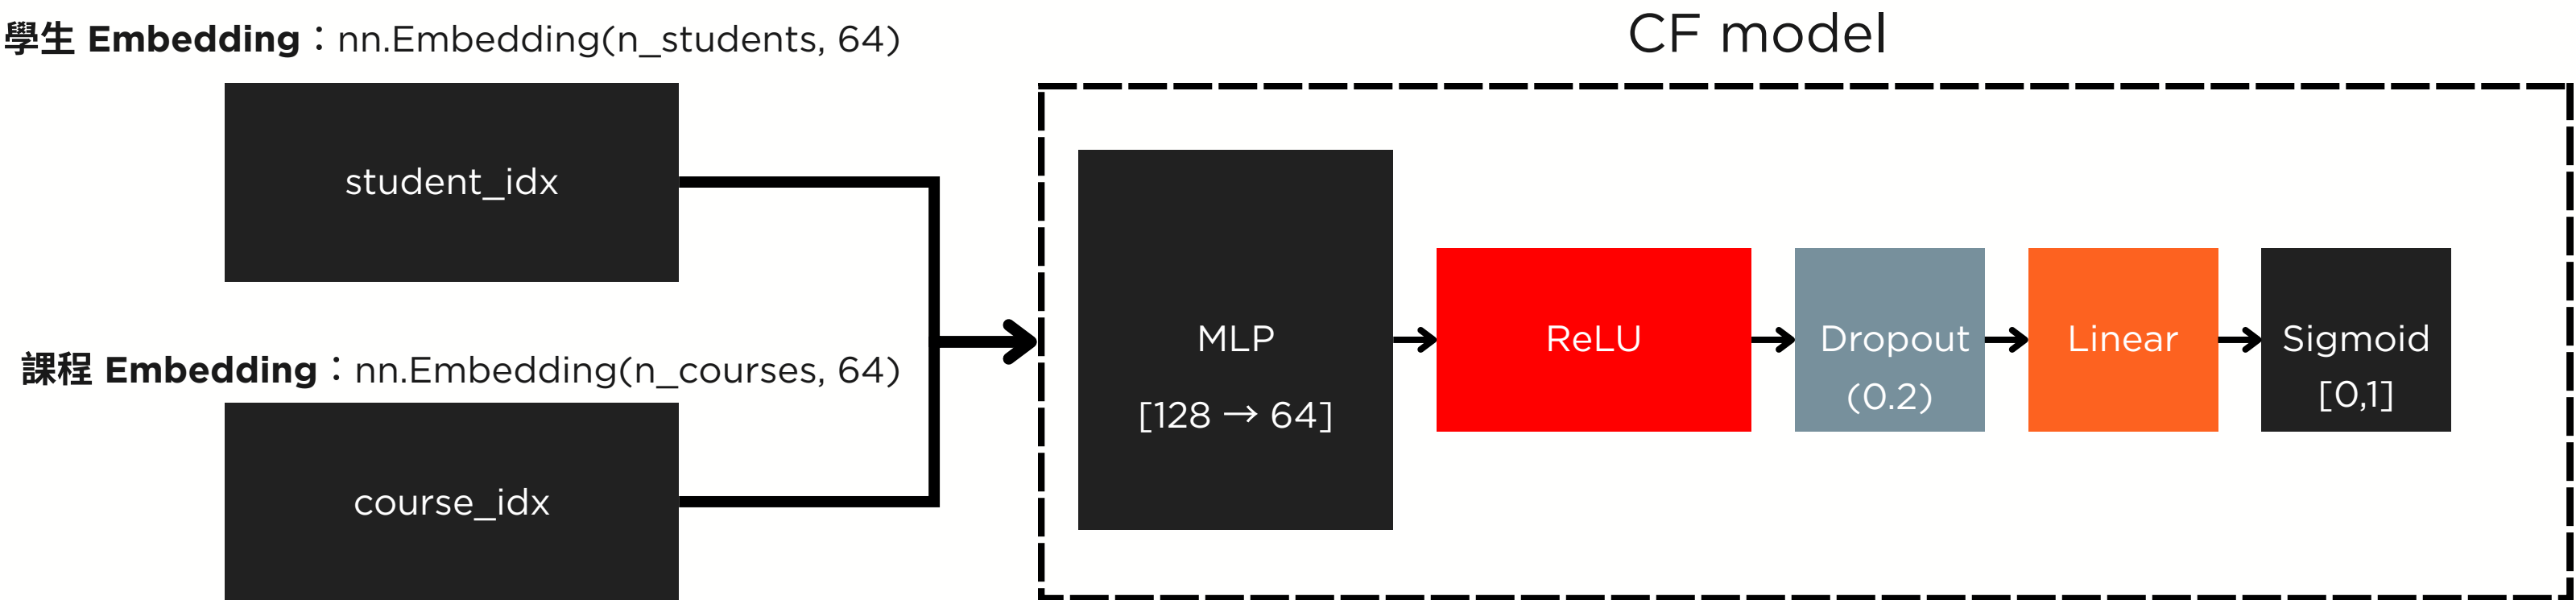 學生 Embedding：nn.Embedding(n_students, 64)
student_idx
課程 Embedding：nn.Embedding(n_courses, 64)
course_idx
CF model
MLP
[128 → 64]
ReLU
Dropout
(0.2)
Linear
Sigmoid
[0,1]